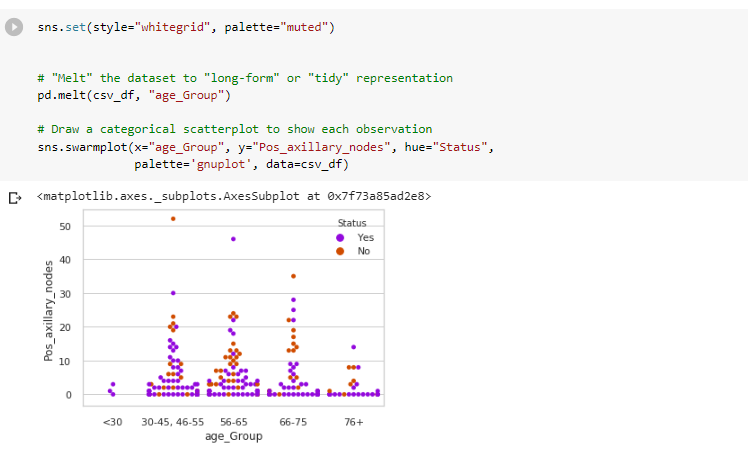 sns.set(style="whitegrid", palette="muted")
# "Melt" the dataset to "long-form" or "tidy" representation
pd.melt(csv_df, "age_Group")
# Draw a categorical scatterplot to show each observation
sns.swarmplot(x="age_Group", y="Pos_axillary_nodes", hue="Status",
palette='gnuplot', data=csv_df)
<matplotlib.axes._subplots.AxesSubplot at 0x7f73a85ad2e8>
Status
Yes
No
50
40
30
20
10
0
Pos_axillary_nodes
<30 30-45, 46-55 56-65 66-75 76+
age_Group